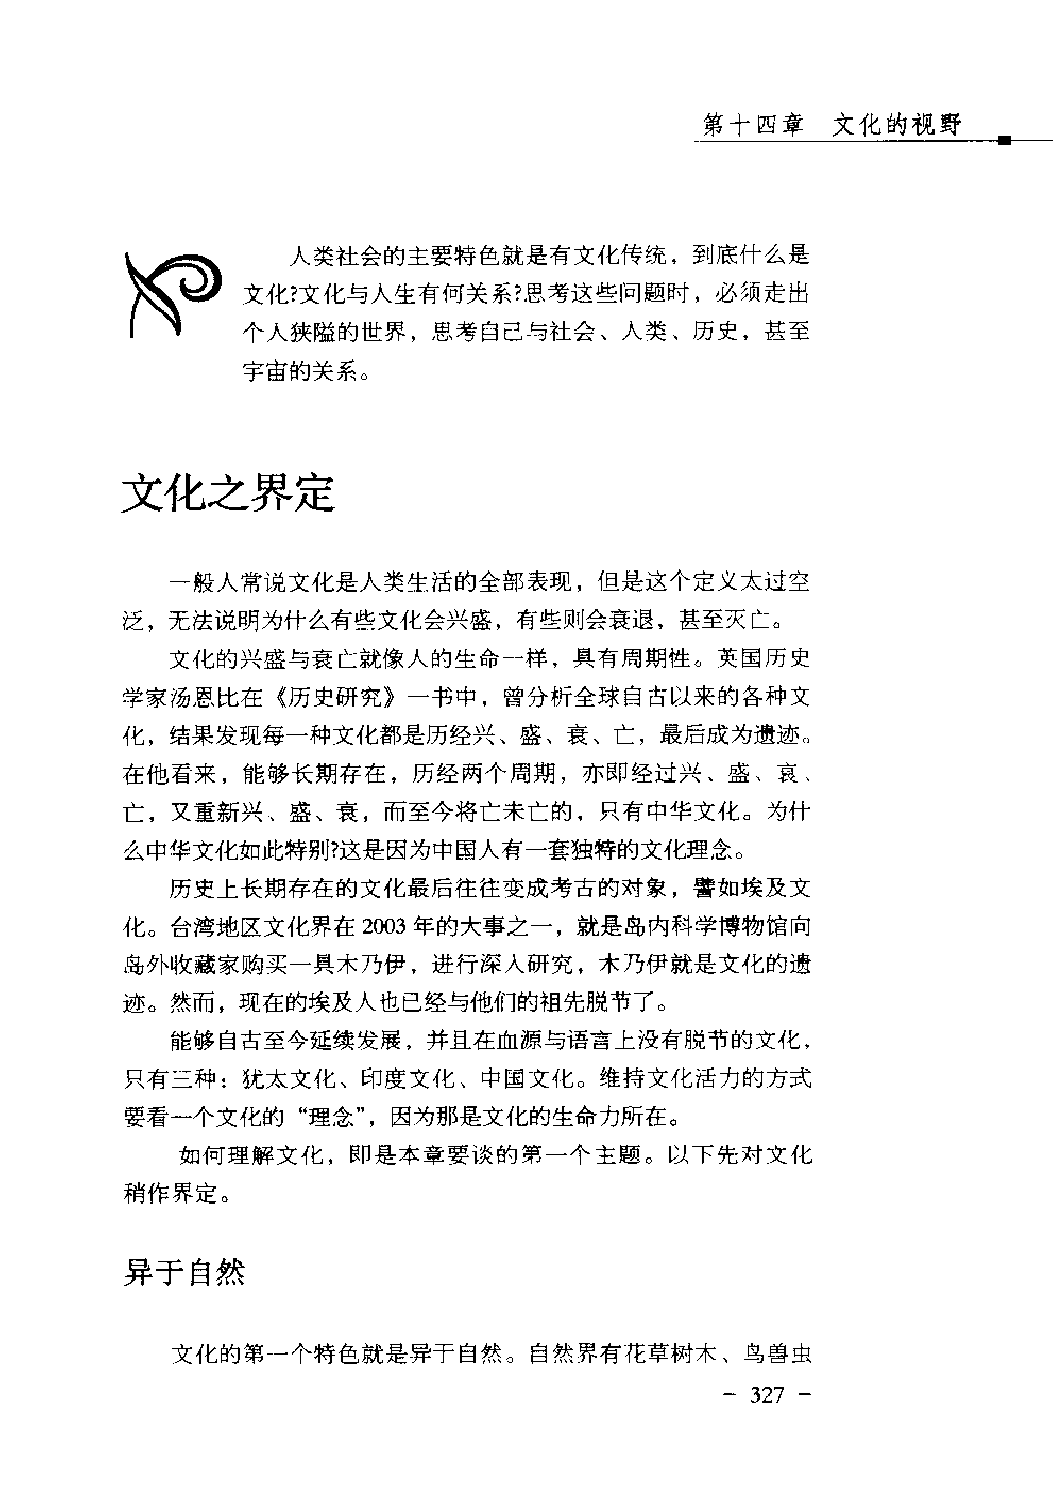 第十四章 文化的视野
人类社会的主要特色就是有文化传统，到底什么是
文化?文化与人生有何关系?思考这些问题时，必须走出
个人狭隘的世界，思考自己与社会、人类、历史，甚至
宇宙的关系。
文化之界定
一般人常说文化是人类生活的全部表现，但是这个定义太过空
泛，无法说明为什么有些文化会兴盛，有些则会衰退，甚至灭亡。
文化的兴盛与衰亡就像人的生命一样，具有周期性。英国历史
学家汤恩比在《历史研究》一书中，曾分析全球自古以来的各种文
化，结果发现每一种文化都是历经兴、盛、衰、亡，最后成为遗迹。
在他看来，能够长期存在，历经两个周期，亦即经过兴、盛、衰、
亡，又重新兴、盛、衰，而至今将亡未亡的，只有中华文化。为什
么中华文化如此特别?这是因为中国人有一套独特的文化理念。
历史上长期存在的文化最后往往变成考古的对象，譬如埃及文
化。台湾地区文化界在 2003 年的大事之一，就是岛内科学博物馆向
岛外收藏家购买一具木乃伊，进行深入研究，木乃伊就是文化的遗
迹。然而，现在的埃及人也已经与他们的祖先脱节了。
能够自古至今延续发展，并且在血源与语言上没有脱节的文化，
只有三种：犹太文化、印度文化、中国文化。维持文化活力的方式
要看一个文化的“理念”，因为那是文化的生命力所在。
如何理解文化，即是本章要谈的第一个主题。以下先对文化
稍作界定。
异于自然
文化的第一个特色就是异于自然。自然界有花草树木、鸟兽虫
- 327 -